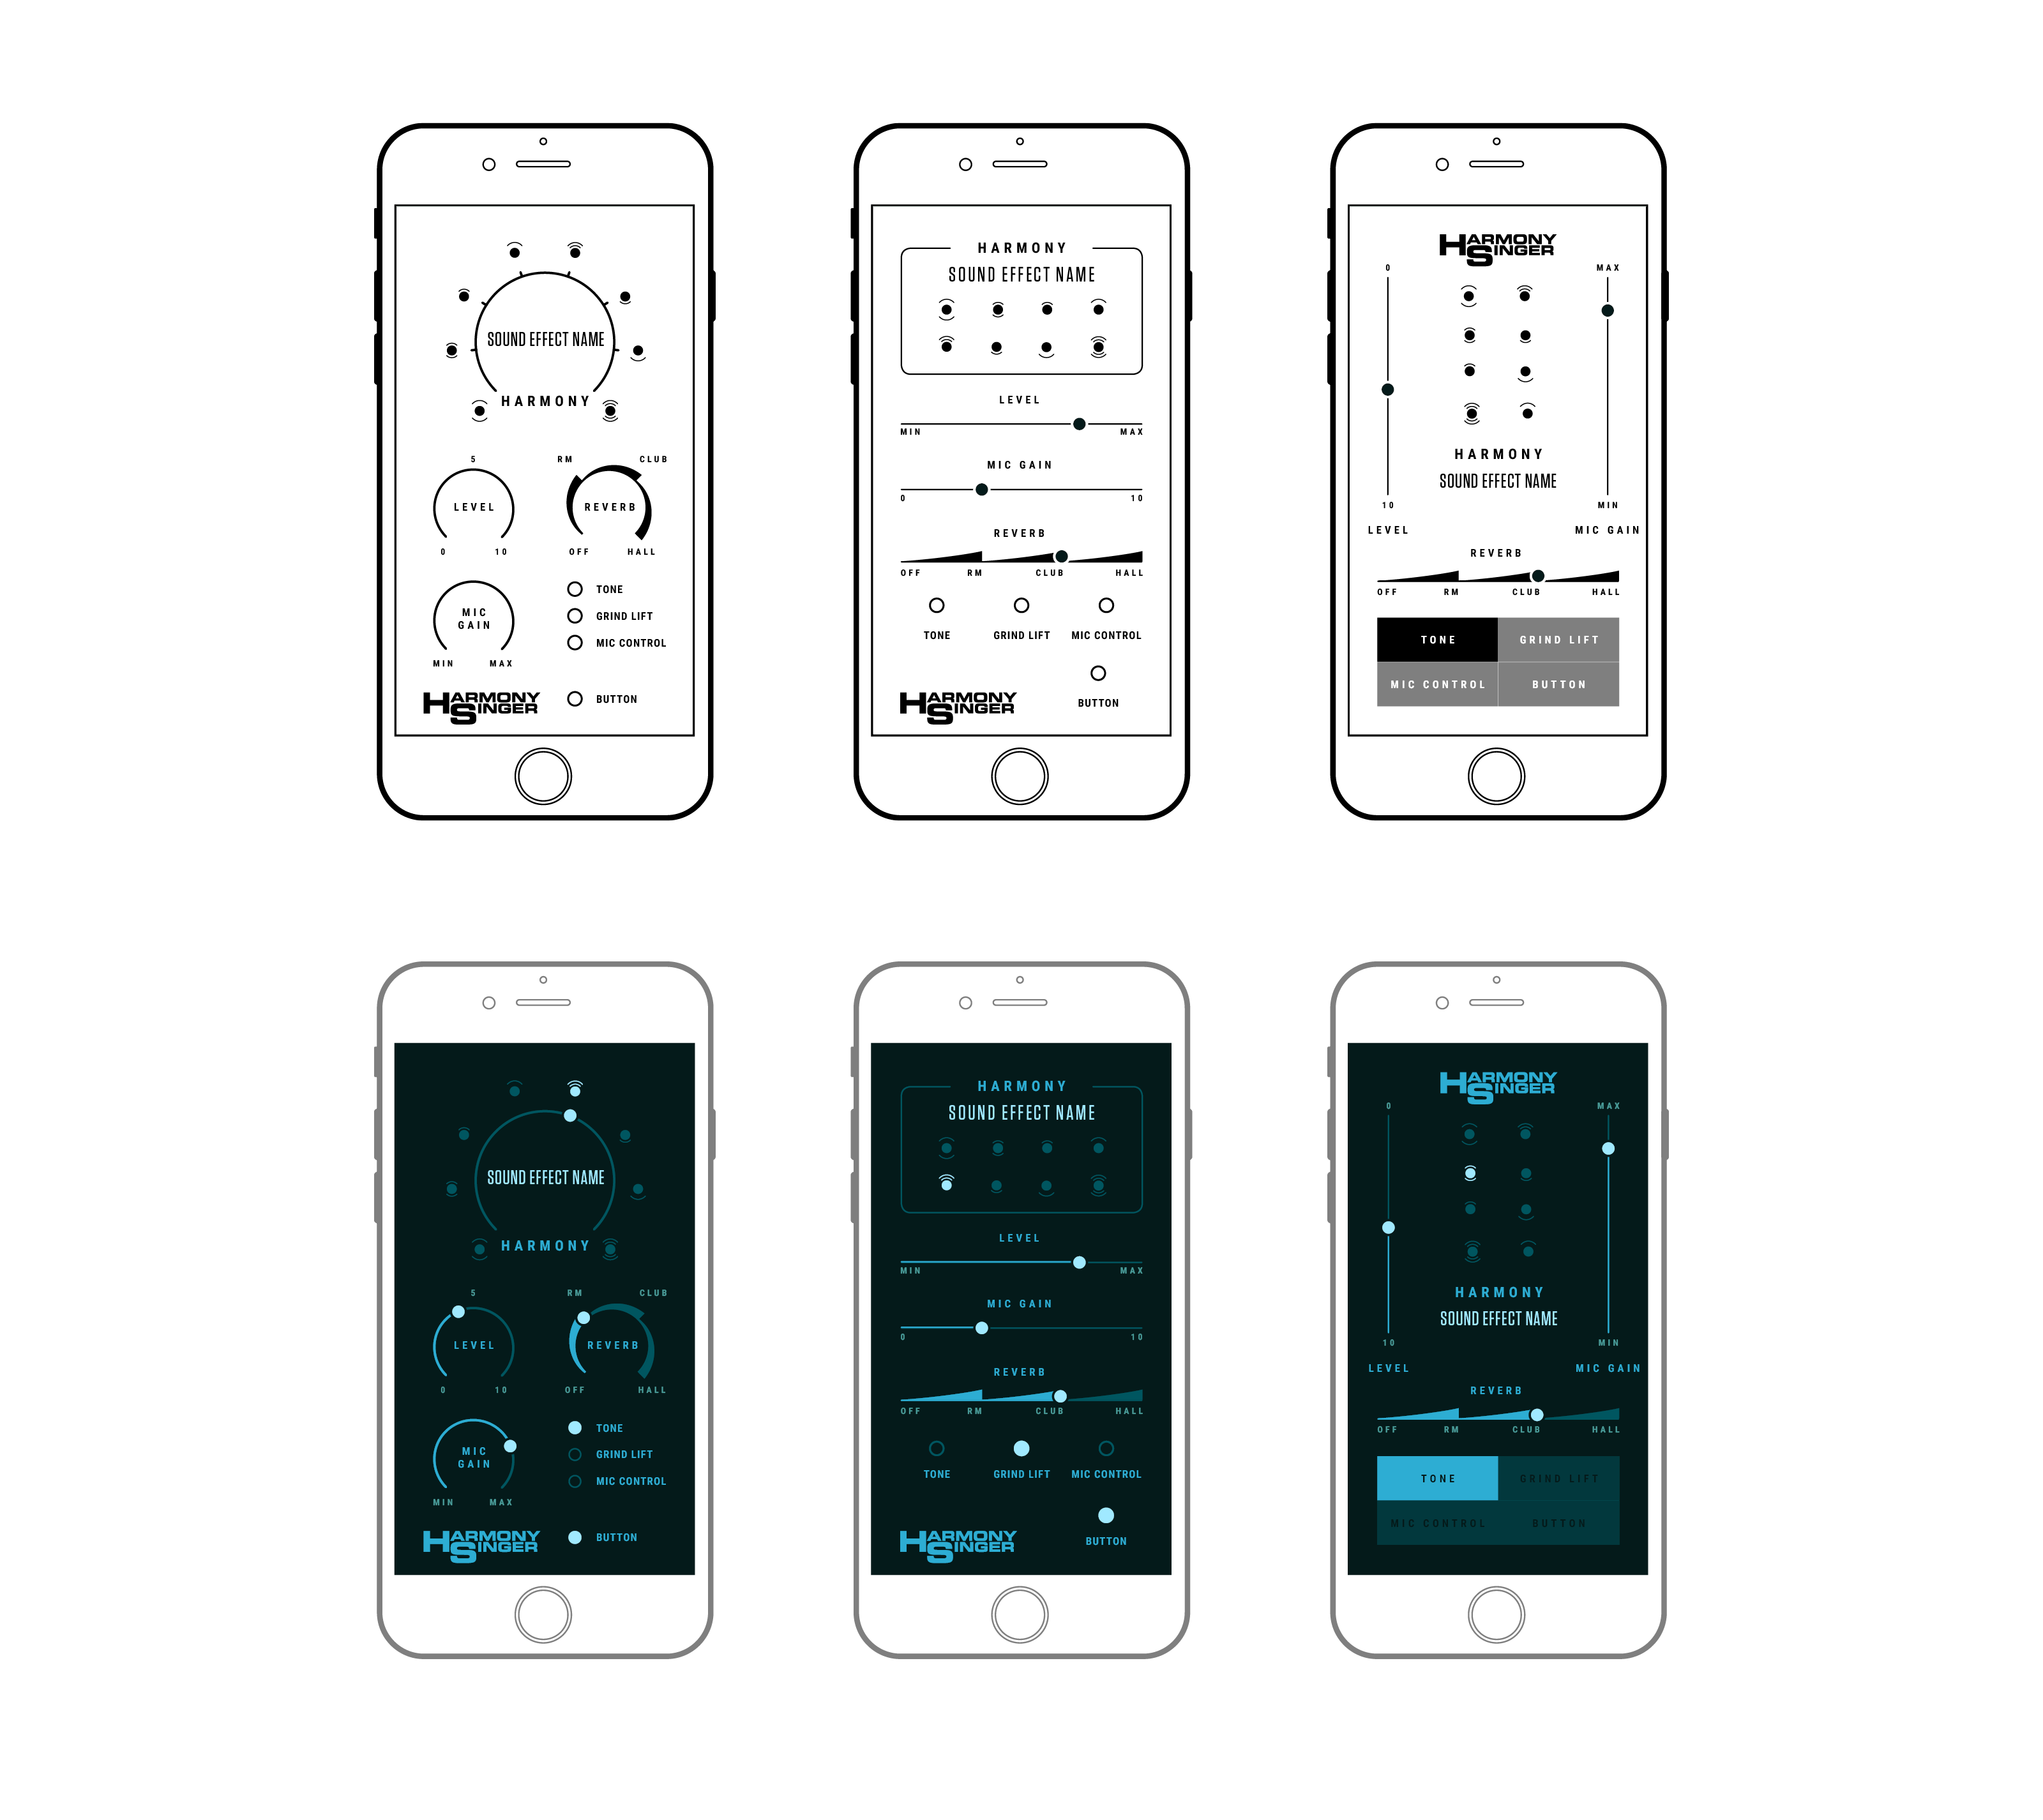 SOUND EFFECT NAME
HARMONY
5
LEVEL
0 10
RM CLUB
REVERB
OFF HALL
MIC
GAIN
MIN MAX
TONE
GRIND LIFT
MIC CONTROL
BUTTON
HARMONY
SINGER
HARMONY
SOUND EFFECT NAME
LEVEL
MIN MAX
MIC GAIN
0 10
REVERB
OFF RM CLUB HALL
TONE GRIND LIFT MIC CONTROL
BUTTON
HARMONY
SINGER
HARMONY
SINGER
0 MAX
HARMONY
SOUND EFFECT NAME
10 MIN
LEVEL MIC GAIN
REVERB
OFF RM CLUB HALL
TONE GRIND LIFT
MIC CONTROL BUTTON
SOUND EFFECT NAME
HARMONY
5
LEVEL
0 10
RM CLUB
REVERB
OFF HALL
MIC
GAIN
MIN MAX
TONE
GRIND LIFT
MIC CONTROL
BUTTON
HARMONY
SINGER
HARMONY
SOUND EFFECT NAME
LEVEL
MIN MAX
MIC GAIN
0 10
REVERB
OFF RM CLUB HALL
TONE GRIND LIFT MIC CONTROL
BUTTON
HARMONY
SINGER
HARMONY
SINGER
0 MAX
HARMONY
SOUND EFFECT NAME
10 MIN
LEVEL MIC GAIN
REVERB
OFF RM CLUB HALL
TONE GRIND LIFT
MIC CONTROL BUTTON